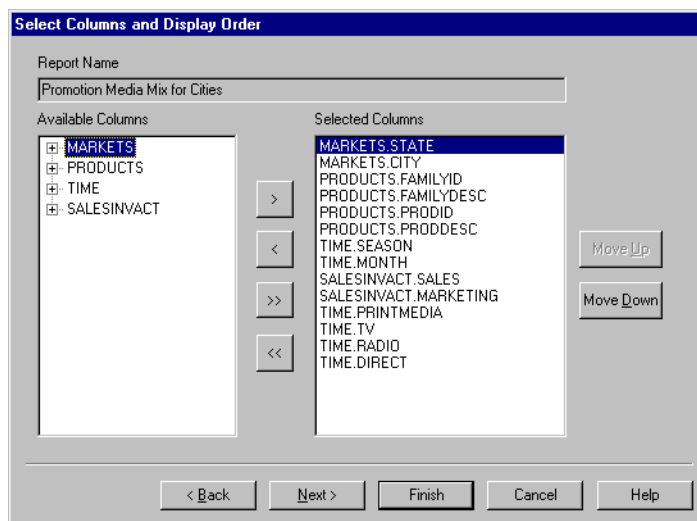 Select Columns and Display Order
Report Name
Promotion Media Mix for Cities
Available Columns
Selected Columns
MARKETS
PRODUCTS
TIME
SALESINVACT
>
<
>>
<<
MARKETS.STATE
MARKETS.CITY
PRODUCTS.FAMILYID
PRODUCTS.FAMILYDESC
PRODUCTS.PRODID
PRODUCTS.PRODDESC
TIME.SEASON
TIME.MONTH
SALESINVACT.SALES
SALESINVACT.MARKETING
TIME.PRINTMEDIA
TIME.TV
TIME.RADIO
TIME.DIRECT
Move Up
Move Down
< Back
Next >
Finish
Cancel
Help